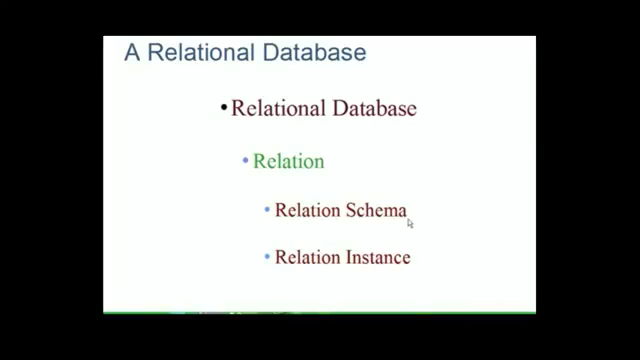 A Relational Database
•Relational Database
• Relation
• Relation Schema
• Relation Instance